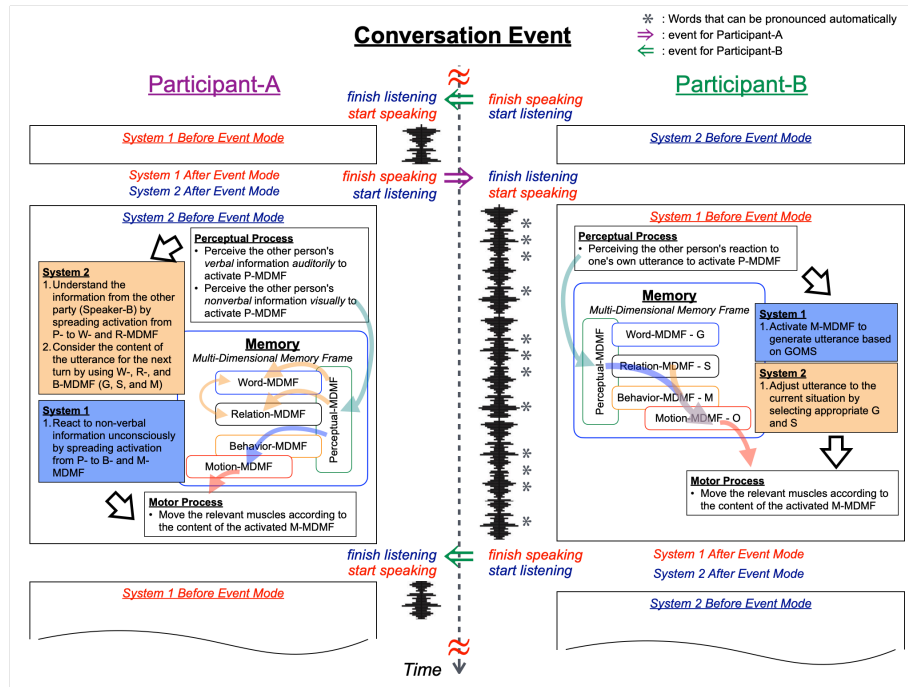 * : Words that can be pronounced automatically
: event for Participant-A
: event for Participant-B
Conversation Event
Participant-A
Participant-B
finish listening
start speaking
finish speaking
start listening
System 1 Before Event Mode
System 2 Before Event Mode
System 1 After Event Mode
System 2 After Event Mode
finish speaking
start listening
finish listening
start speaking
System 2 Before Event Mode
Perceptual Process
• Perceive the other person's
verbal information auditorily to
activate P-MDMF
• Perceive the other person's
nonverbal information visually to
activate P-MDMF
System 2
1. Understand the
information from the other
party (Speaker-B) by
spreading activation from
P- to W- and R-MDMF
2. Consider the content of
the utterance for the next
turn by using W-, R-, and
B-MDMF (G, S, and M)
System 1
1. React to non-verbal
information unconsciously
by spreading activation
from P- to B- and M-
MDMF
Memory
Multi-Dimensional Memory Frame
Word-MDMF
Relation-MDMF
Behavior-MDMF
Motion-MDMF
Perceptual-MDMF
Motor Process
• Move the relevant muscles according to
the content of the activated M-MDMF
*
*
*
*
*
*
*
*
*
*
*
*
System 1 Before Event Mode
Perceptual Process
• Perceiving the other person's reaction to
one's own utterance to activate P-MDMF
Memory
Multi-Dimensional Memory Frame
Perceptual-MDMF
Word-MDMF - G
Relation-MDMF - S
Behavior-MDMF - M
Motion-MDMF - O
System 1
1. Activate M-MDMF to
generate utterance based
on GOMS
System 2
1. Adjust utterance to the
current situation by
selecting appropriate G
and S
Motor Process
• Move the relevant muscles according to
the content of the activated M-MDMF
finish listening
start speaking
finish speaking
start listening
System 1 After Event Mode
System 2 After Event Mode
System 1 Before Event Mode
System 2 Before Event Mode
Time